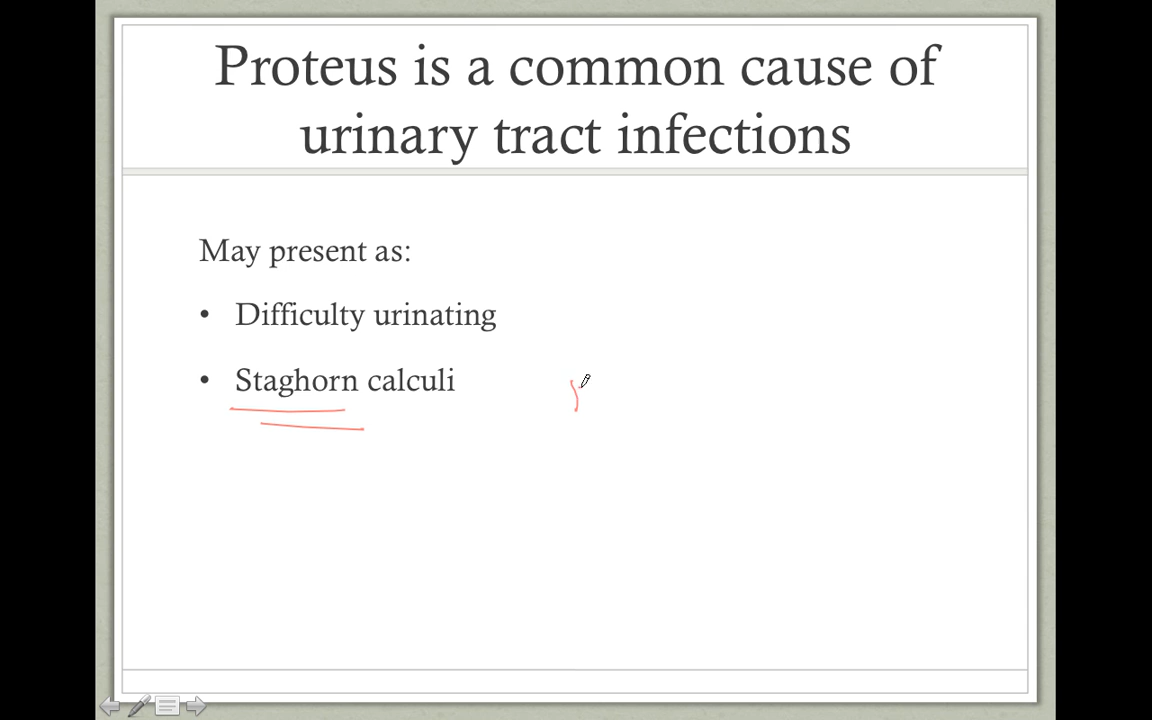 Proteus is a common cause of
urinary tract infections
May present as:
• Difficulty urinating
• Staghorn calculi